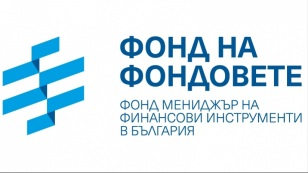 ФОНД НА
ФОНДОВЕТЕ
ФОНД МЕНИДЖЪР НА
ФИНАНСОВИ ИНСТРУМЕНТИ
В БЪЛГАРИЯ